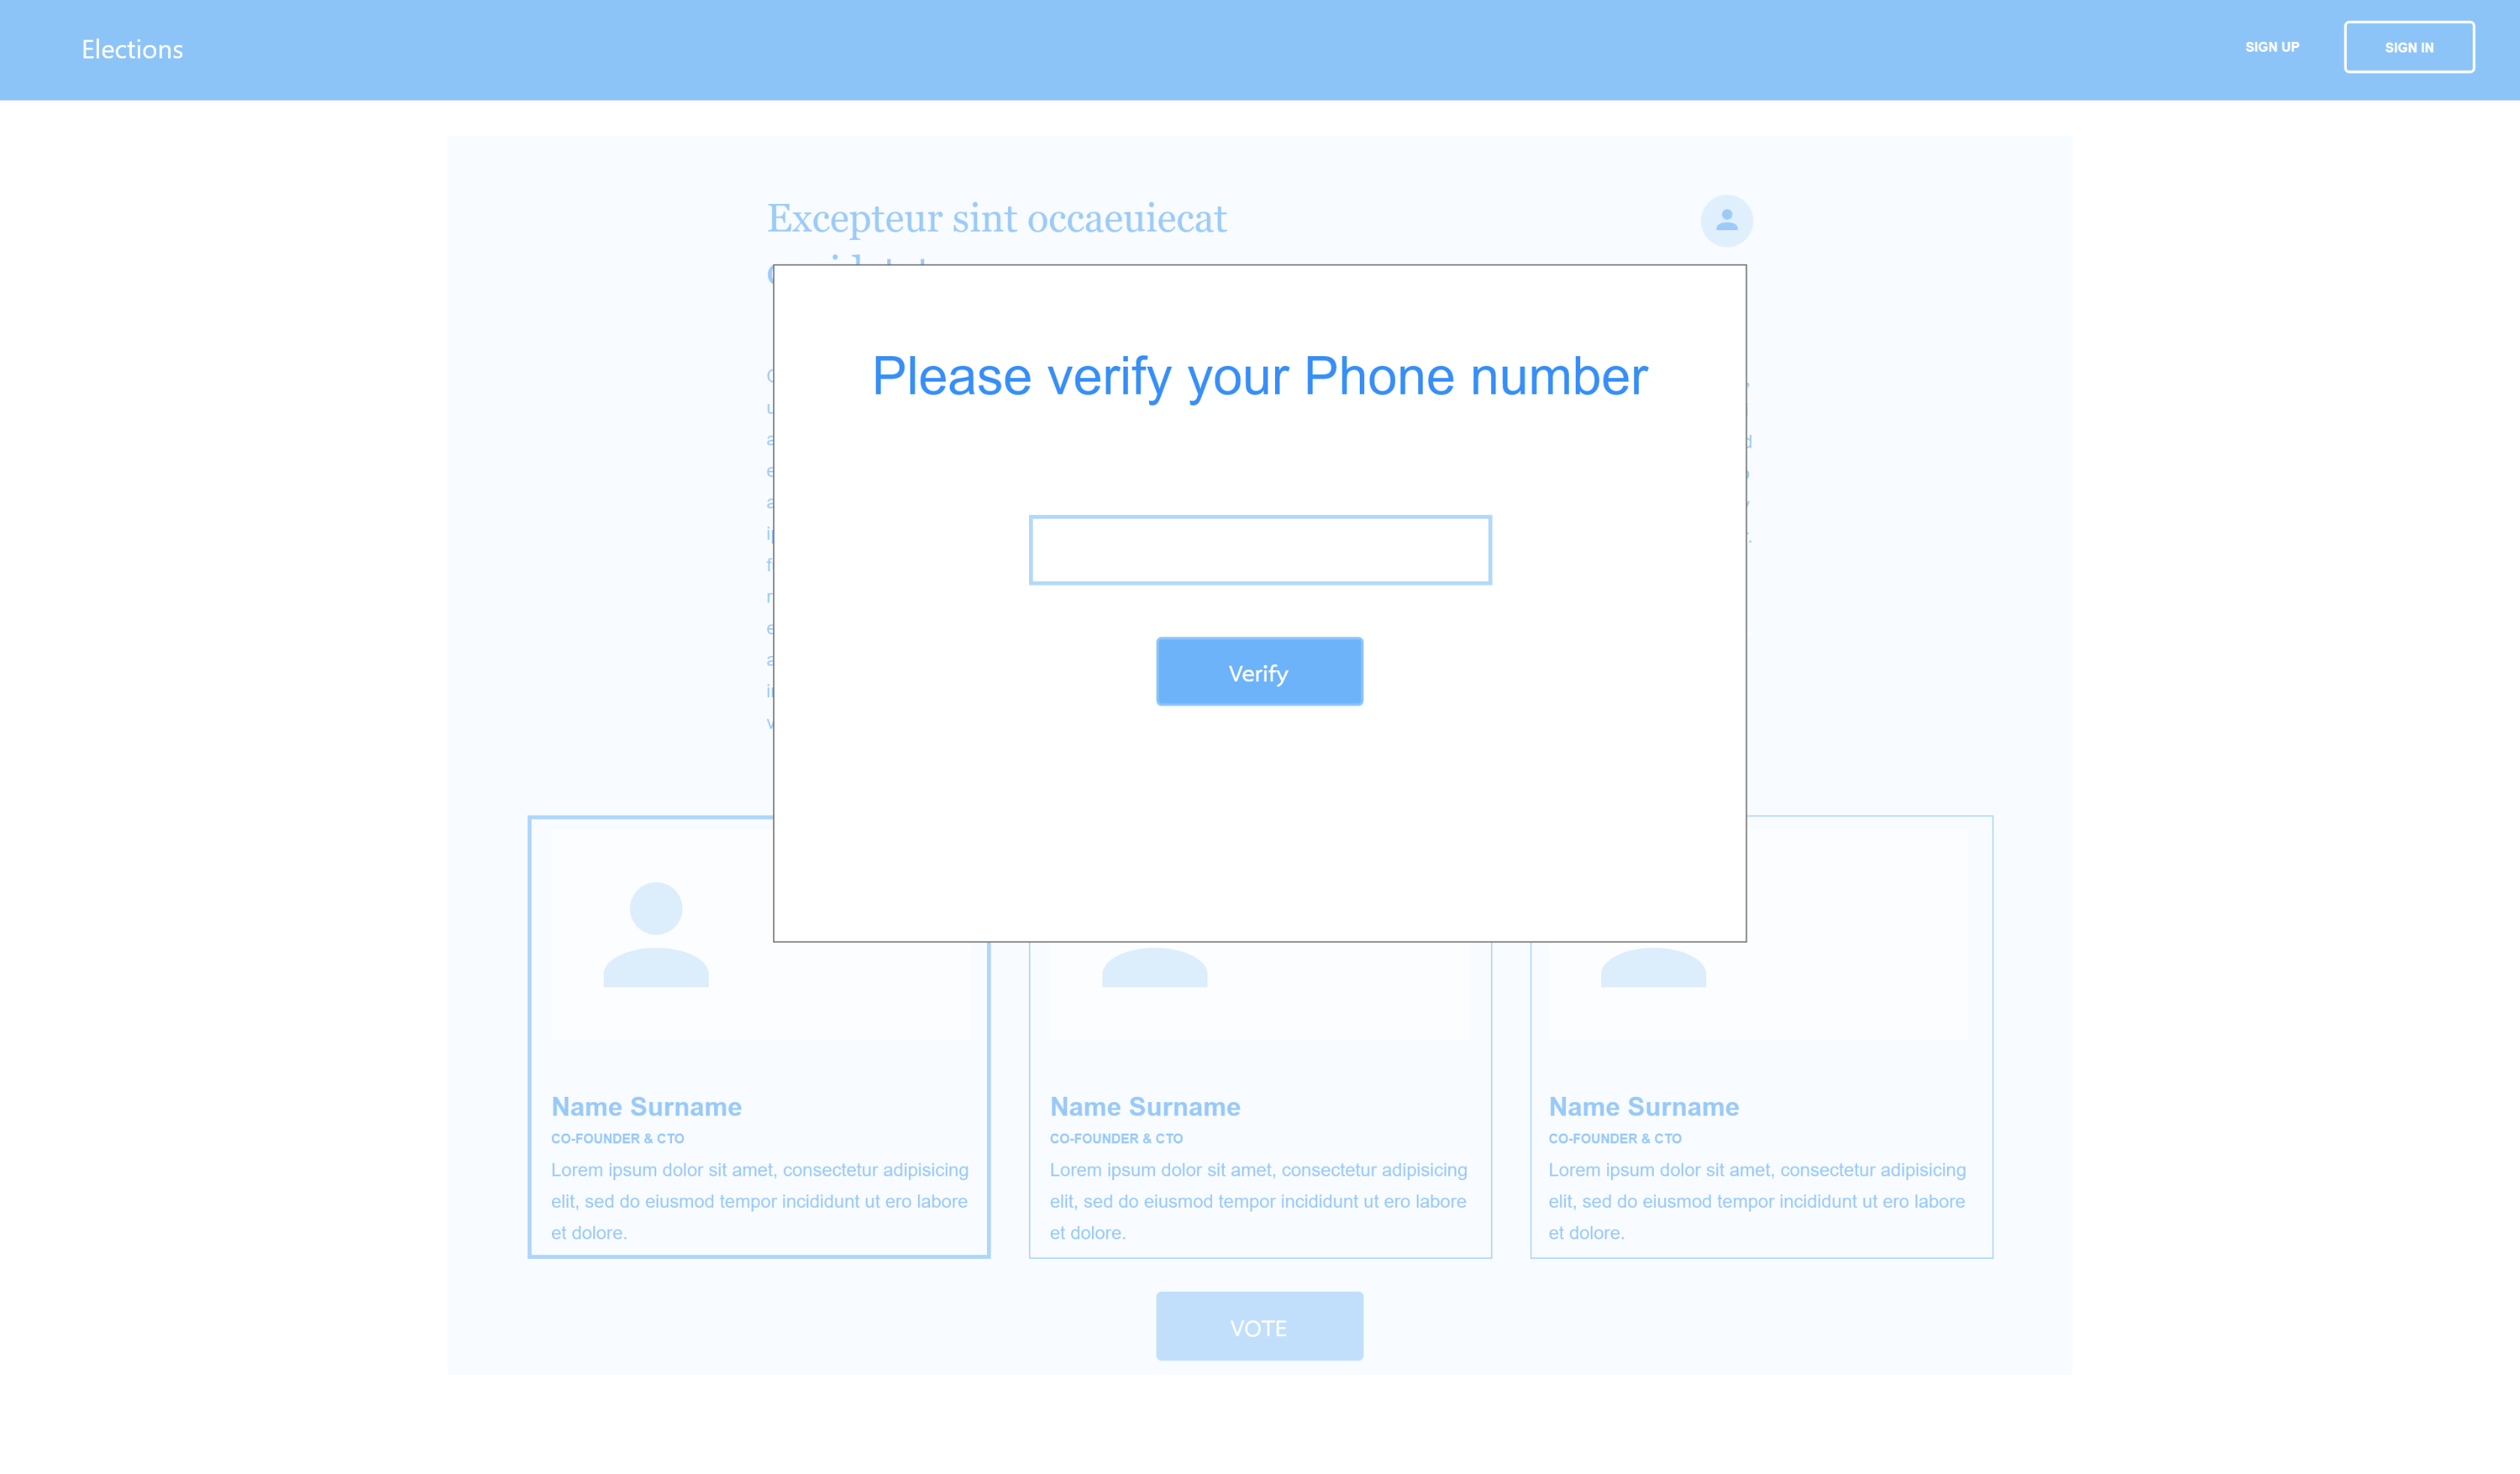 Elections
SIGN UP
SIGN IN
Excepteur sint occaeuiecat
Please verify your Phone number
Verify
Name Surname
CO-FOUNDER & CTO
Lorem ipsum dolor sit amet, consectetur adipisicing
elit, sed do eiusmod tempor incididunt ut ero labore
et dolore.
Name Surname
CO-FOUNDER & CTO
Lorem ipsum dolor sit amet, consectetur adipisicing
elit, sed do eiusmod tempor incididunt ut ero labore
et dolore.
Name Surname
CO-FOUNDER & CTO
Lorem ipsum dolor sit amet, consectetur adipisicing
elit, sed do eiusmod tempor incididunt ut ero labore
et dolore.
VOTE